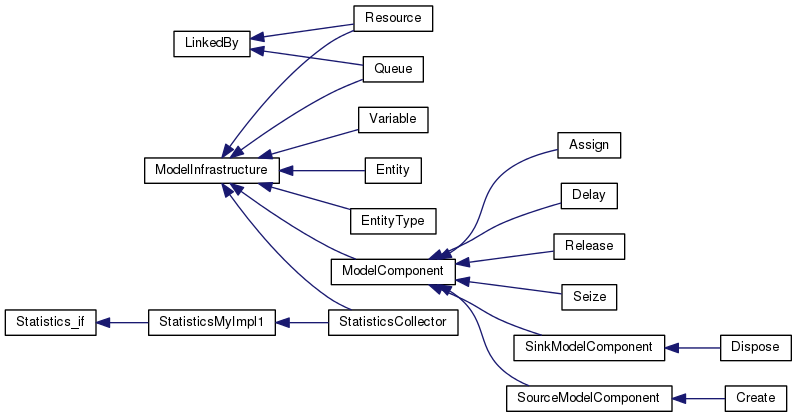 Resource
LinkedBy
Queue
Variable
Assign
ModelInfrastructure
Entity
Delay
EntityType
Release
ModelComponent
Seize
Statistics_if
StatisticsMyImpl1
StatisticsCollector
SinkModelComponent
Dispose
SourceModelComponent
Create